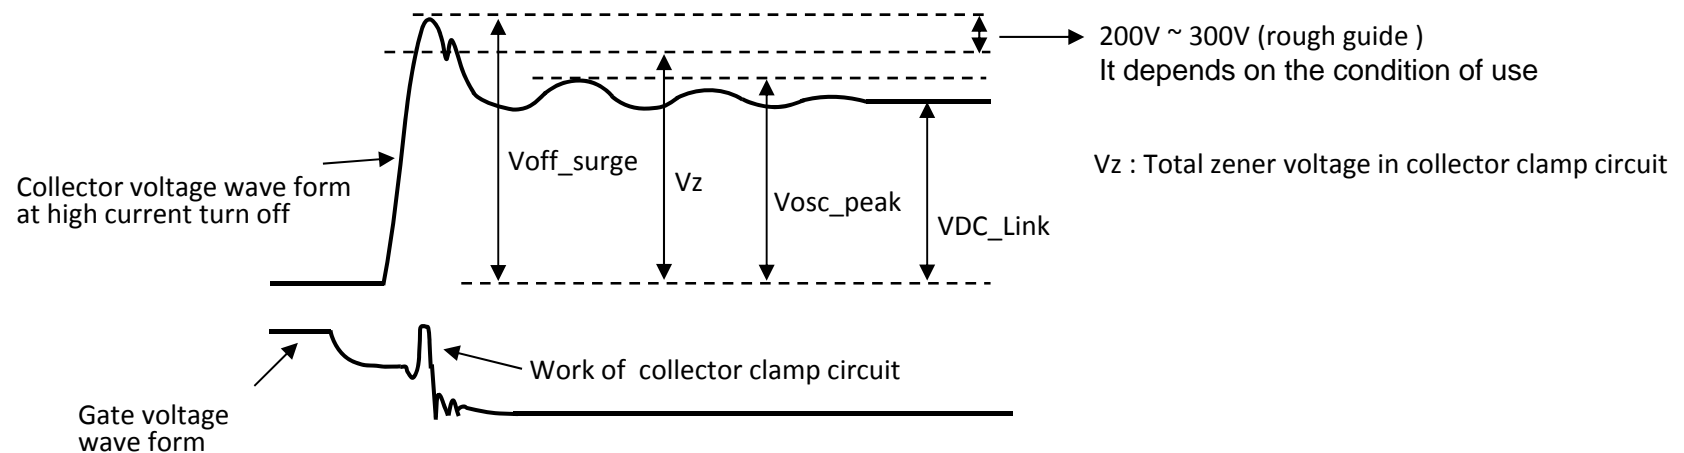 200V ~ 300V (rough guide )
It depends on the condition of use
Voff_surge
Vz
Vosc_peak
VDC_Link
Vz : Total zener voltage in collector clamp circuit
Collector voltage wave form
at high current turn off
Work of collector clamp circuit
Gate voltage
wave form